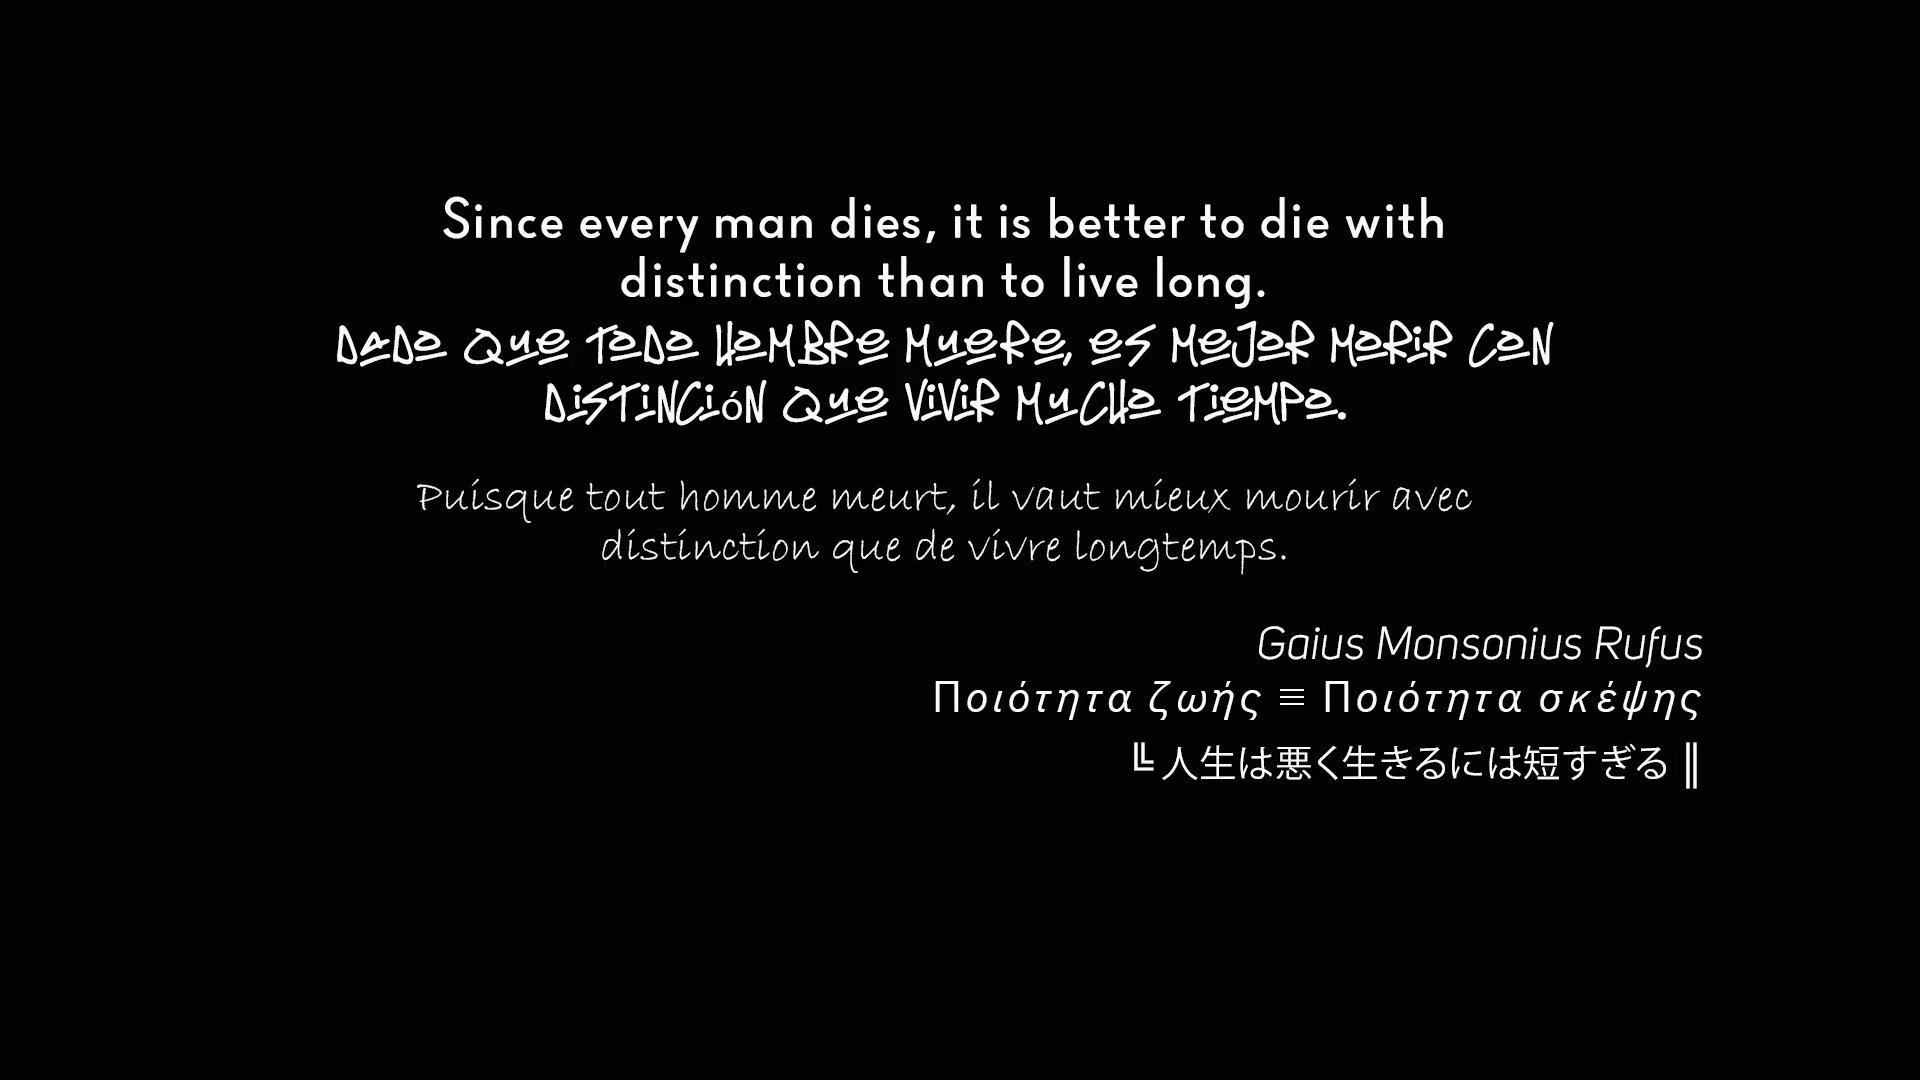 Since every man dies, it is better to die with
distinction than to live long.
Dado que todo hombre muere, es mejor morir con
distinción que vivir mucho tiempo.
Puisque tout homme meurt, il vaut mieux mourir avec
distinction que de vivre longtemps.
Gaius Monsonius Rufus
Ποιότητα ζωής ≡ Ποιότητα σκέψης
╚ 人生は悪く生きるには短すぎる ║